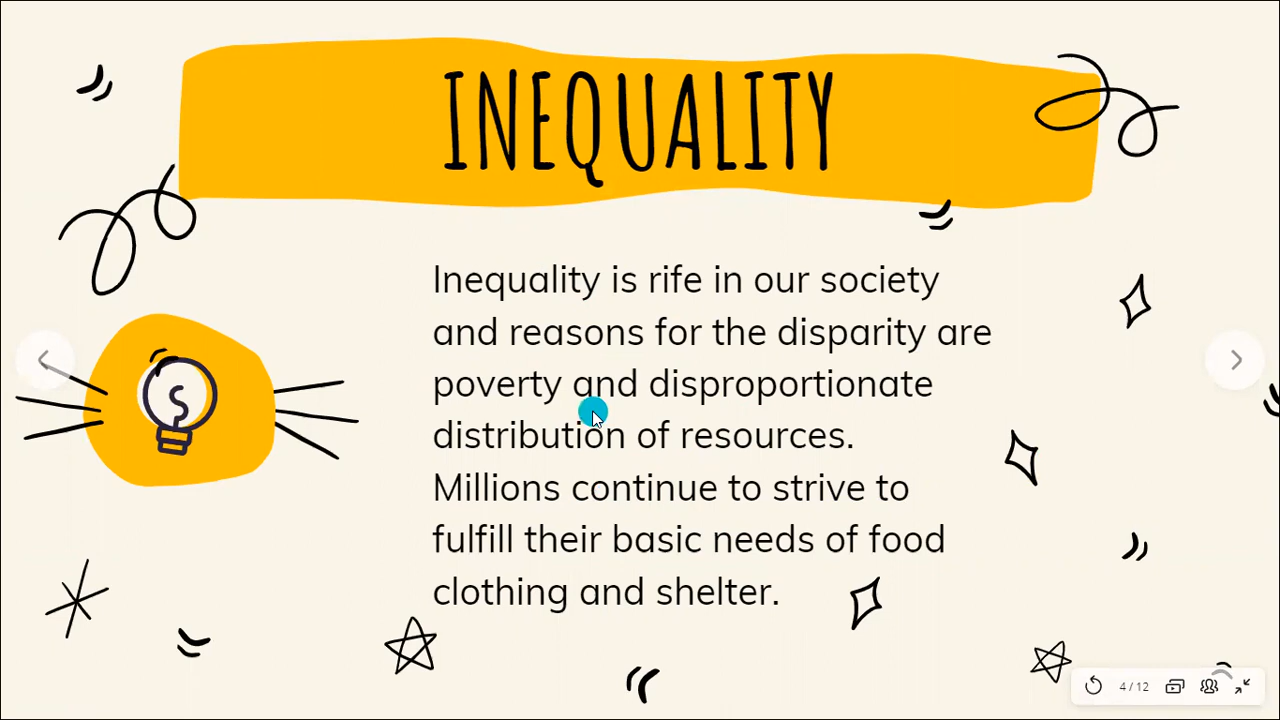 INEQUALITY
Inequality is rife in our society
and reasons for the disparity are
poverty and disproportionate
distribution of resources.
Millions continue to strive to
fulfill their basic needs of food
clothing and shelter.
4 / 12